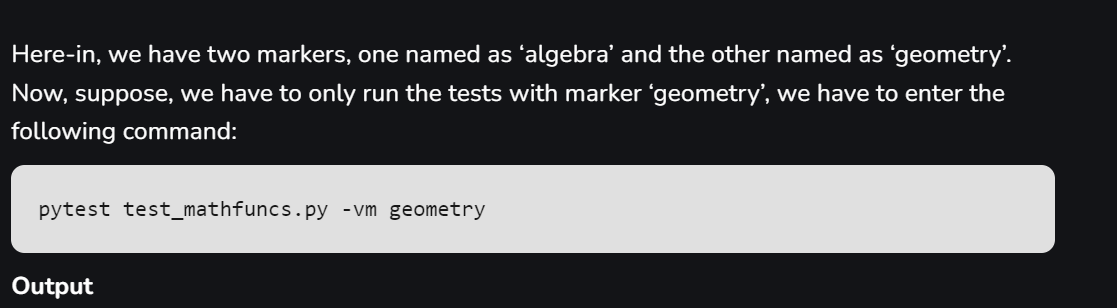 Here-in, we have two markers, one named as ‘algebra’ and the other named as ‘geometry’.
Now, suppose, we have to only run the tests with marker ‘geometry’, we have to enter the
following command:
pytest test_mathfuncs.py -vm geometry
Output